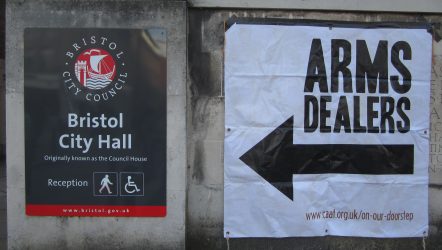 BRISTOL
CITY COUNCIL
Bristol
City Hall
Originally known as the Council House
Reception
www.bristol.gov.uk
ARMS
DEALERS
www.caat.org.uk/on-our-doorstep